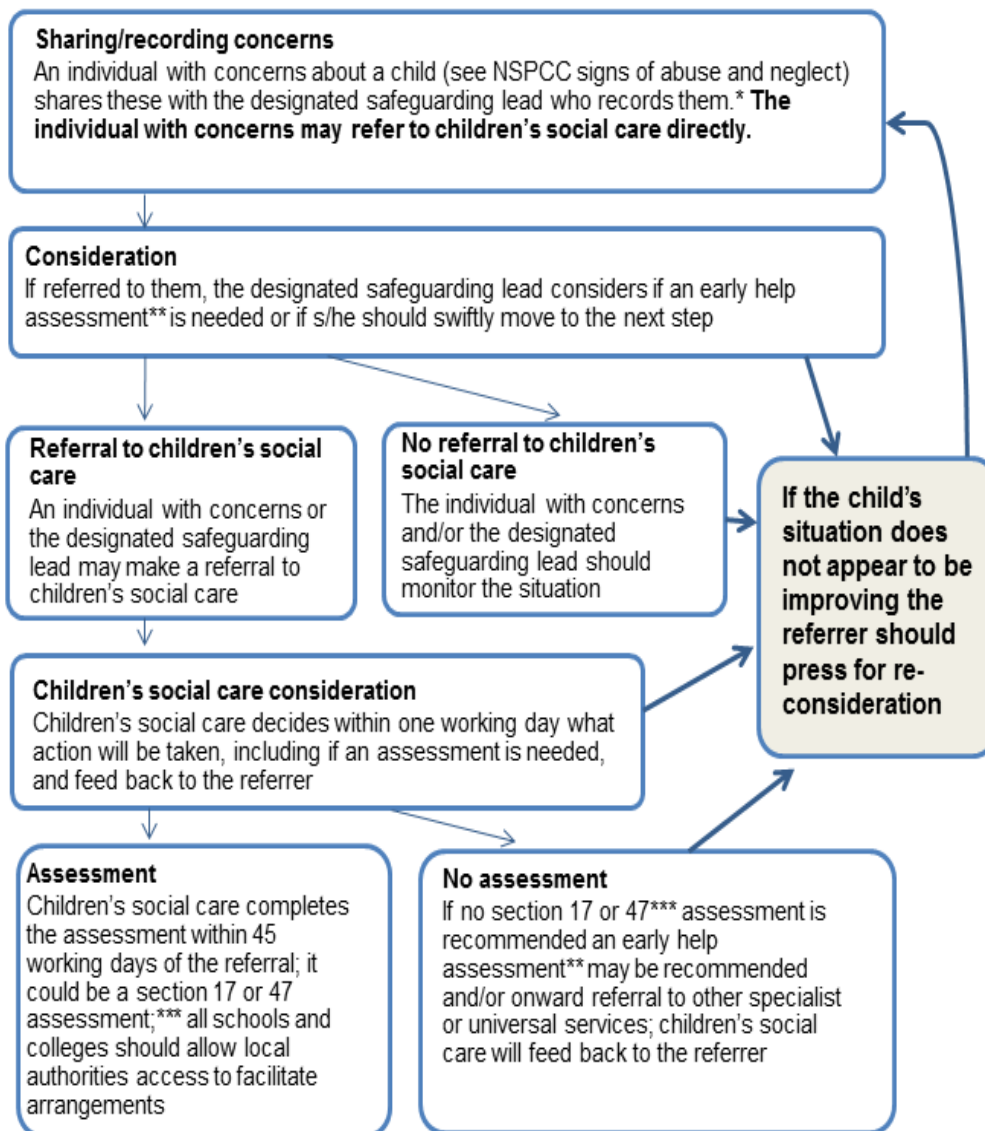 Sharing/recording concerns
An individual with concerns about a child (see NSPCC signs of abuse and neglect)
shares these with the designated safeguarding lead who records them.* The
individual with concerns may refer to children's social care directly.
Consideration
If referred to them, the designated safeguarding lead considers if an early help
assessment** is needed or if s/he should swiftly move to the next step
Referral to children's social
care
An individual with concerns or
the designated safeguarding
lead may make a referral to
children's social care
No referral to children's
social care
The individual with concerns
and/or the designated
safeguarding lead should
monitor the situation
If the child's
situation does
not appear to be
improving the
referrer should
press for re-
consideration
Children's social care consideration
Children's social care decides within one working day what
action will be taken, including if an assessment is needed,
and feed back to the referrer
Assessment
Children's social care completes
the assessment within 45
working days of the referral; it
could be a section 17 or 47
assessment;*** all schools and
colleges should allow local
authorities access to facilitate
arrangements
No assessment
If no section 17 or 47*** assessment is
recommended an early help
assessment** may be recommended
and/or onward referral to other specialist
or universal services; children's social
care will feed back to the referrer